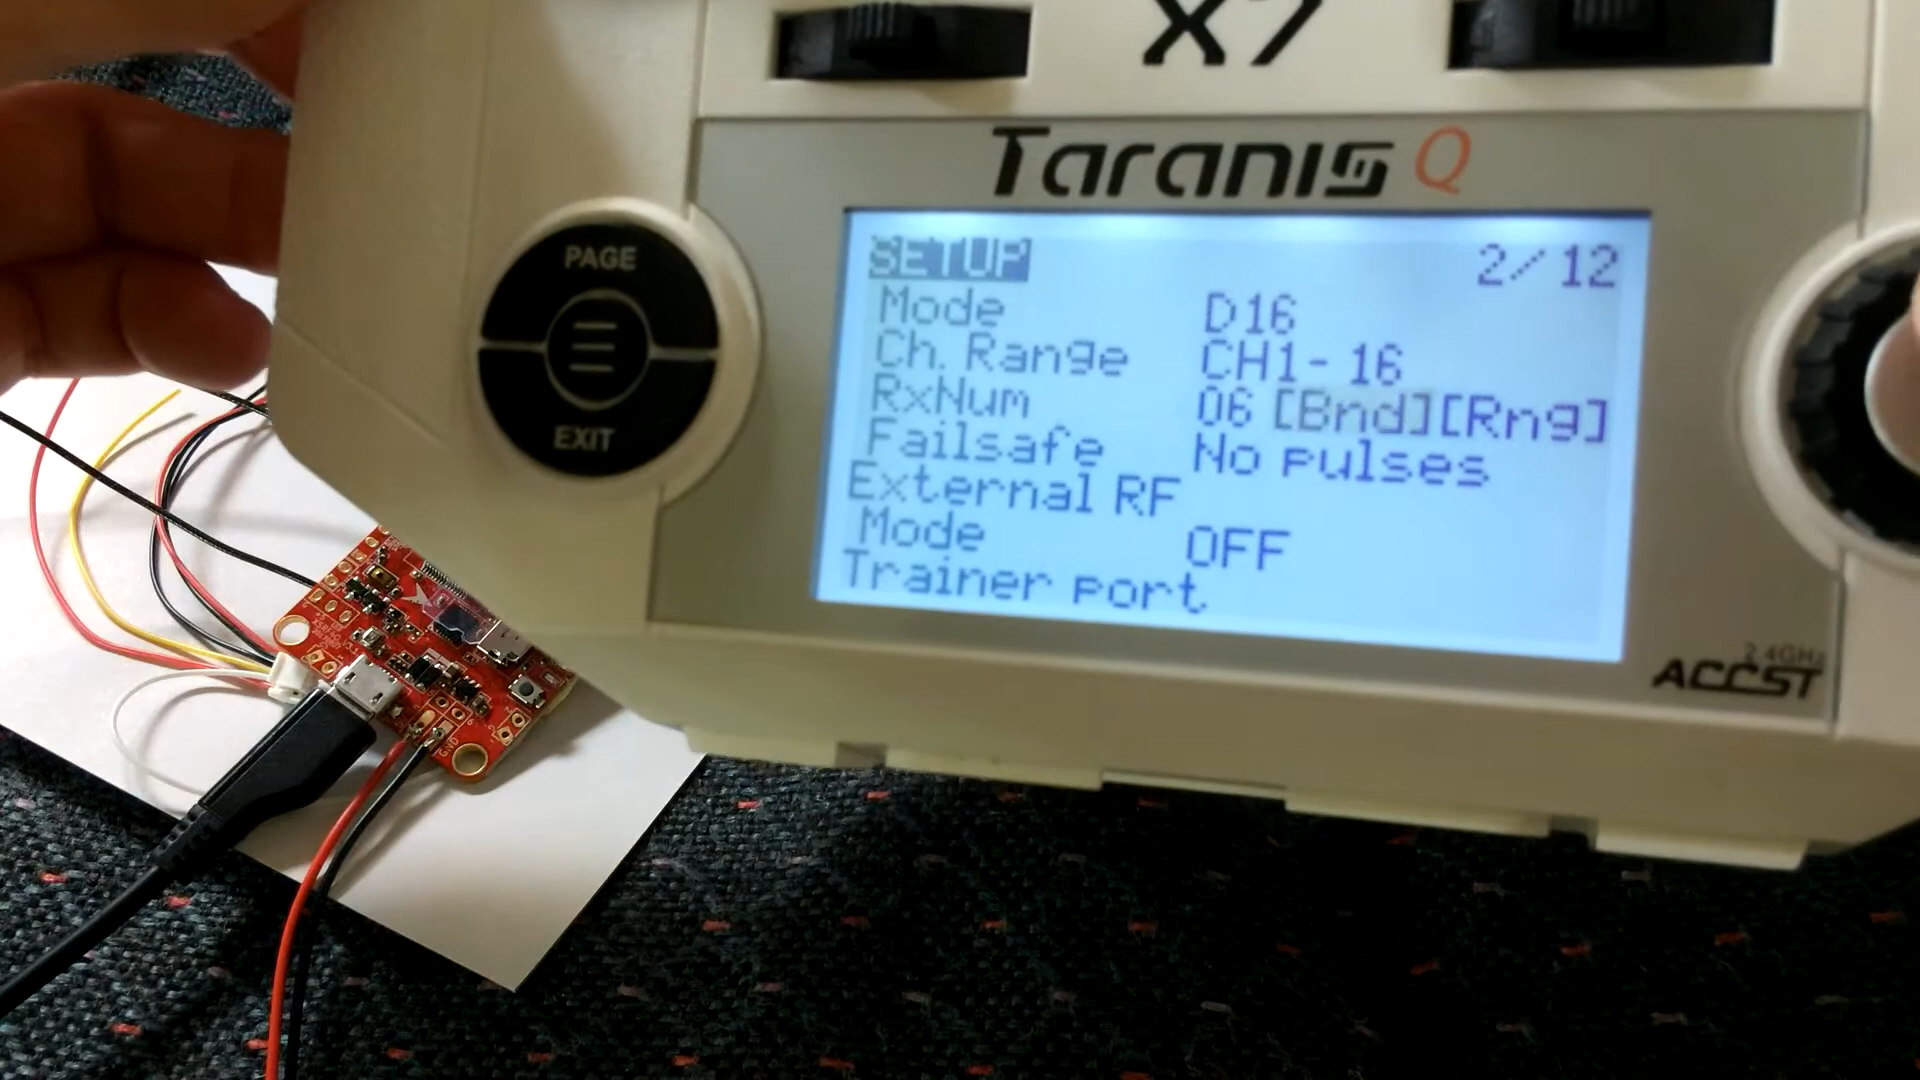 X7
Taranis Q
PAGE
EXIT
SETUP 2/12
Mode D16
Ch. Range CH1-16
RxNum 06 [Bnd][Rng]
Failsafe No pulses
External RF
Mode OFF
Trainer port
2.4GHz
ACCST
GND